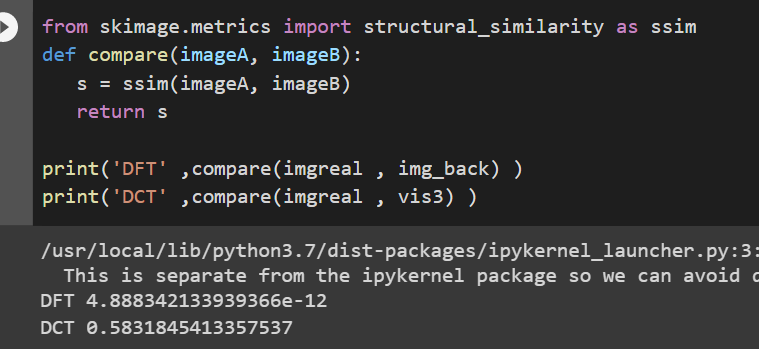 from skimage.metrics import structural_similarity as ssim
def compare(imageA, imageB):
   s = ssim(imageA, imageB)
   return s
print('DFT' ,compare(imgreal , img_back) )
print('DCT' ,compare(imgreal , vis3) )
/usr/local/lib/python3.7/dist-packages/ipykernel_launcher.py:3:
  This is separate from the ipykernel package so we can avoid
DFT 4.888342133939366e-12
DCT 0.5831845413357537